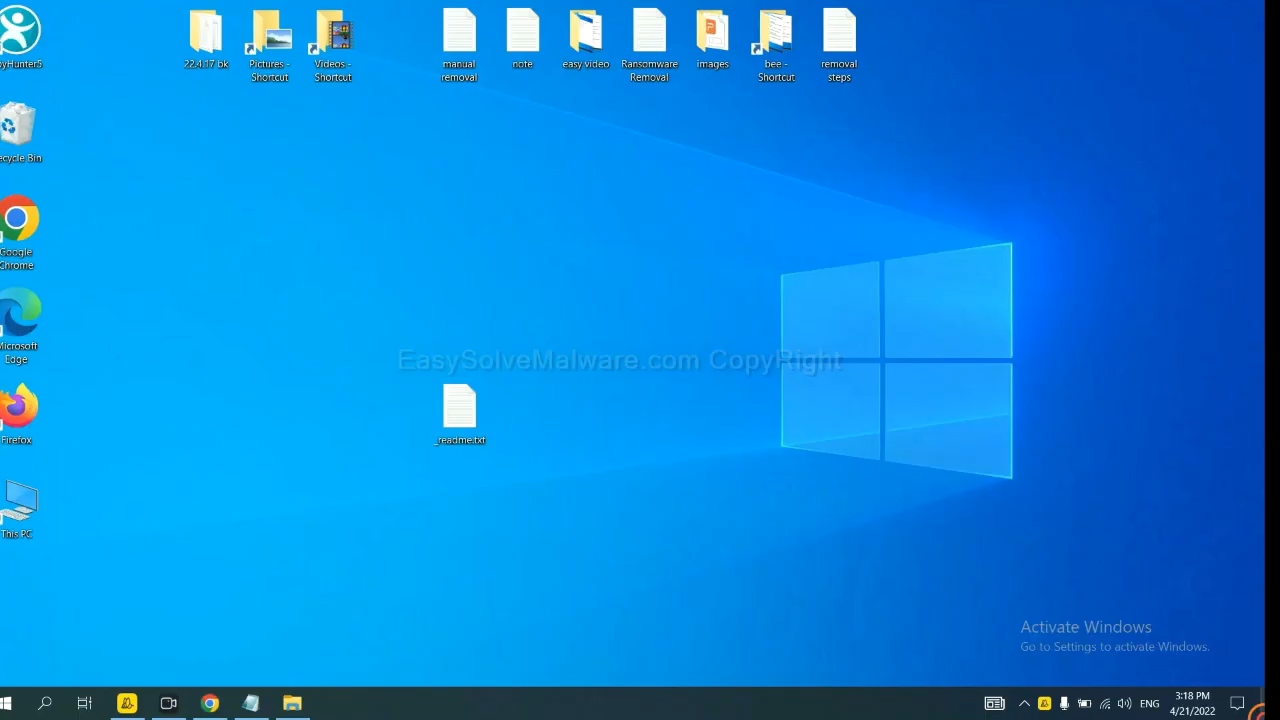 22.4.17 bk
Pictures -
Shortcut
Videos -
Shortcut
manual
removal
note
easy video
Ransomware
Removal
images
bee -
Shortcut
removal
steps
yHunter5
ecycle Bin
Google
Chrome
Microsoft
Edge
EasySolveMalware.com CopyRight
Firefox
_readme.txt
This PC
Activate Windows
Go to Settings to activate Windows.
ENG
3:18 PM
4/21/2022